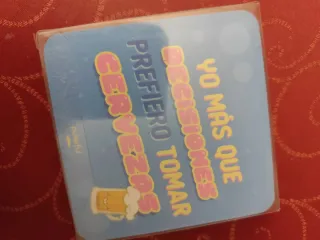 YO MÁS QUE
DECISIONES
PREFIERO TOMAR
CERVEZAS